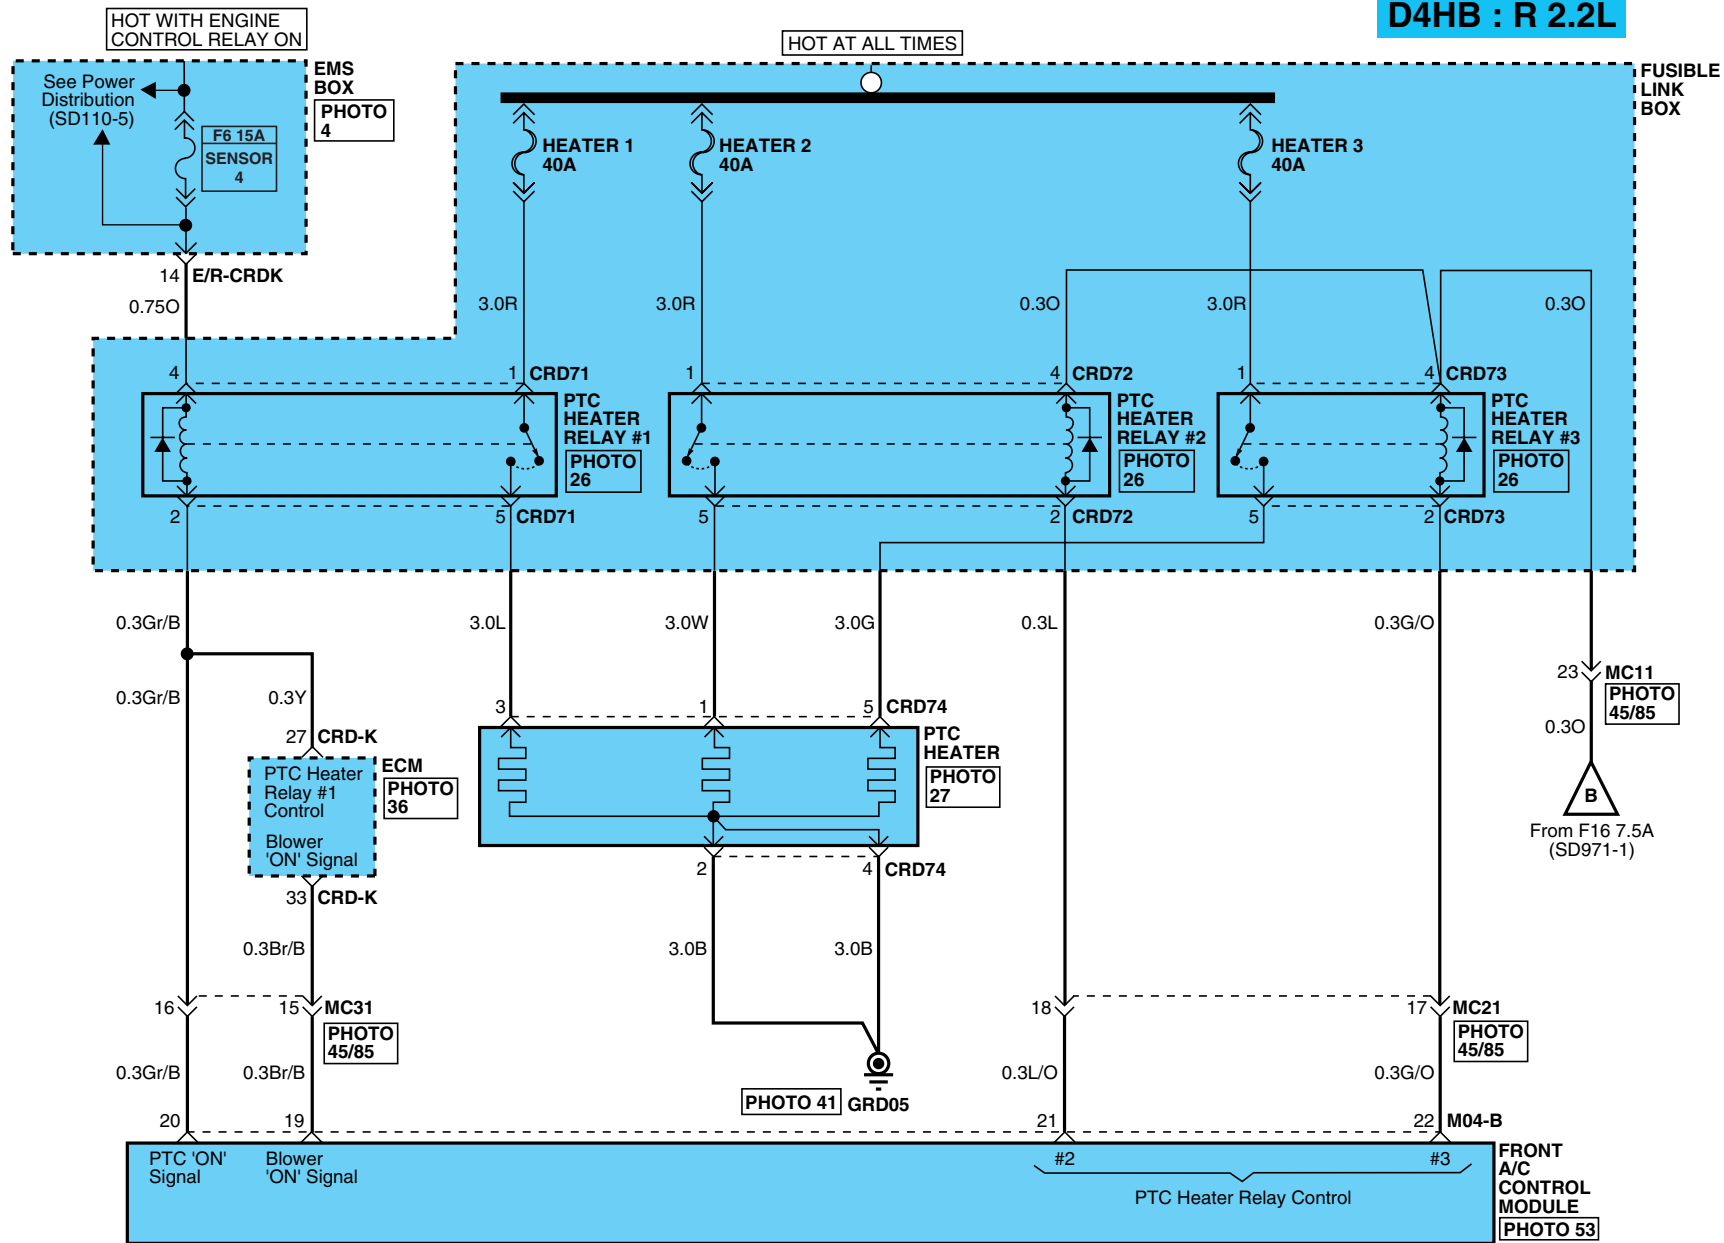 D4HB : R 2.2L
HOT WITH ENGINE
CONTROL RELAY ON
HOT AT ALL TIMES
See Power
Distribution
(SD110-5)
F6 15A
SENSOR
4
EMS
BOX
PHOTO
4
FUSIBLE
LINK
BOX
HEATER 1
40A
HEATER 2
40A
HEATER 3
40A
14 E/R-CRDK
0.75O
3.0R
3.0R
0.3O
3.0R
0.3O
4
1 CRD71
1
4 CRD72
1
4 CRD73
PTC
HEATER
RELAY #1
PHOTO
26
PTC
HEATER
RELAY #2
PHOTO
26
PTC
HEATER
RELAY #3
PHOTO
26
2
5 CRD71
5
2 CRD72
5
2 CRD73
0.3Gr/B
3.0L
3.0W
3.0G
0.3L
0.3G/O
23 MC11
PHOTO
45/85
0.3O
B
From F16 7.5A
(SD971-1)
0.3Gr/B
0.3Y
27 CRD-K
PTC Heater
Relay #1
Control
Blower
'ON' Signal
ECM
PHOTO
36
33 CRD-K
3
1
5 CRD74
PTC
HEATER
PHOTO
27
2
4 CRD74
0.3Br/B
3.0B
3.0B
16
15 MC31
PHOTO
45/85
18
17 MC21
PHOTO
45/85
0.3Gr/B
0.3Br/B
0.3L/O
0.3G/O
PHOTO 41 GRD05
20
19
21
22 M04-B
PTC 'ON'
Signal
Blower
'ON' Signal
#2
#3
PTC Heater Relay Control
FRONT
A/C
CONTROL
MODULE
PHOTO 53